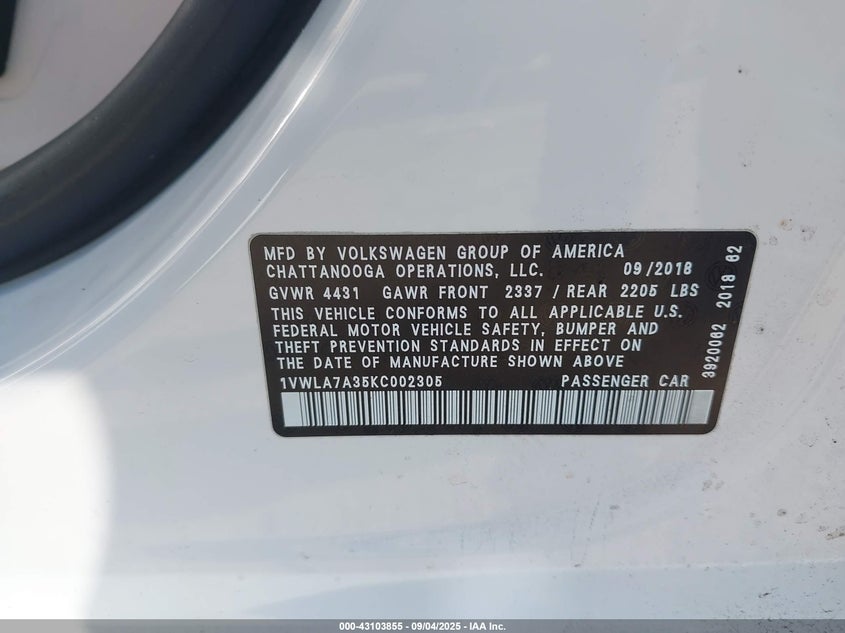 MFD BY VOLKSWAGEN GROUP OF AMERICA
CHATTANOOGA OPERATIONS, LLC. 09/2018
GVWR 4431 GAWR FRONT 2337 / REAR 2205 LBS
THIS VEHICLE CONFORMS TO ALL APPLICABLE U.S.
FEDERAL MOTOR VEHICLE SAFETY, BUMPER AND
THEFT PREVENTION STANDARDS IN EFFECT ON
THE DATE OF MANUFACTURE SHOWN ABOVE
1VWLA7A35KC002305 PASSENGER CAR
3920062 2018 62
000-43103855 - 09/04/2025 - IAA Inc.